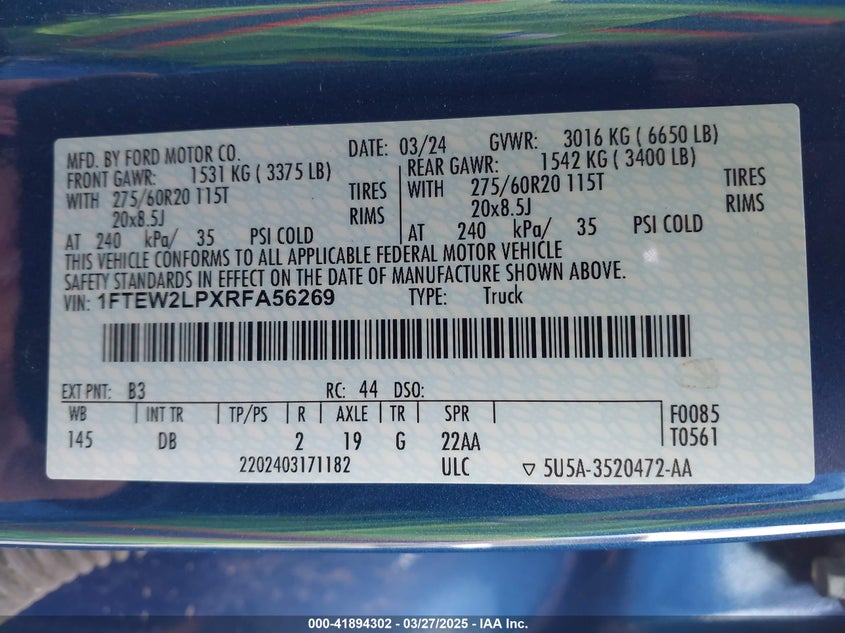 MFD. BY FORD MOTOR CO. DATE: 03/24 GVWR: 3016 KG ( 6650 LB)
FRONT GAWR: 1531 KG ( 3375 LB) REAR GAWR: 1542 KG ( 3400 LB)
WITH 275/60R20 115T TIRES WITH 275/60R20 115T TIRES
20x8.5J RIMS 20x8.5J RIMS
AT 240 kPa/ 35 PSI COLD AT 240 kPa/ 35 PSI COLD
THIS VEHICLE CONFORMS TO ALL APPLICABLE FEDERAL MOTOR VEHICLE
SAFETY STANDARDS IN EFFECT ON THE DATE OF MANUFACTURE SHOWN ABOVE.
VIN: 1FTEW2LPXRFA56269 TYPE: Truck
EXT PNT: B3 RC: 44 DSO:
WB INT TR TP/PS R AXLE TR SPR F0085
145 DB 2 19 G 22AA T0561
2202403171182 ULC ▽ 5U5A-3520472-AA
000-41894302 - 03/27/2025 - IAA Inc.